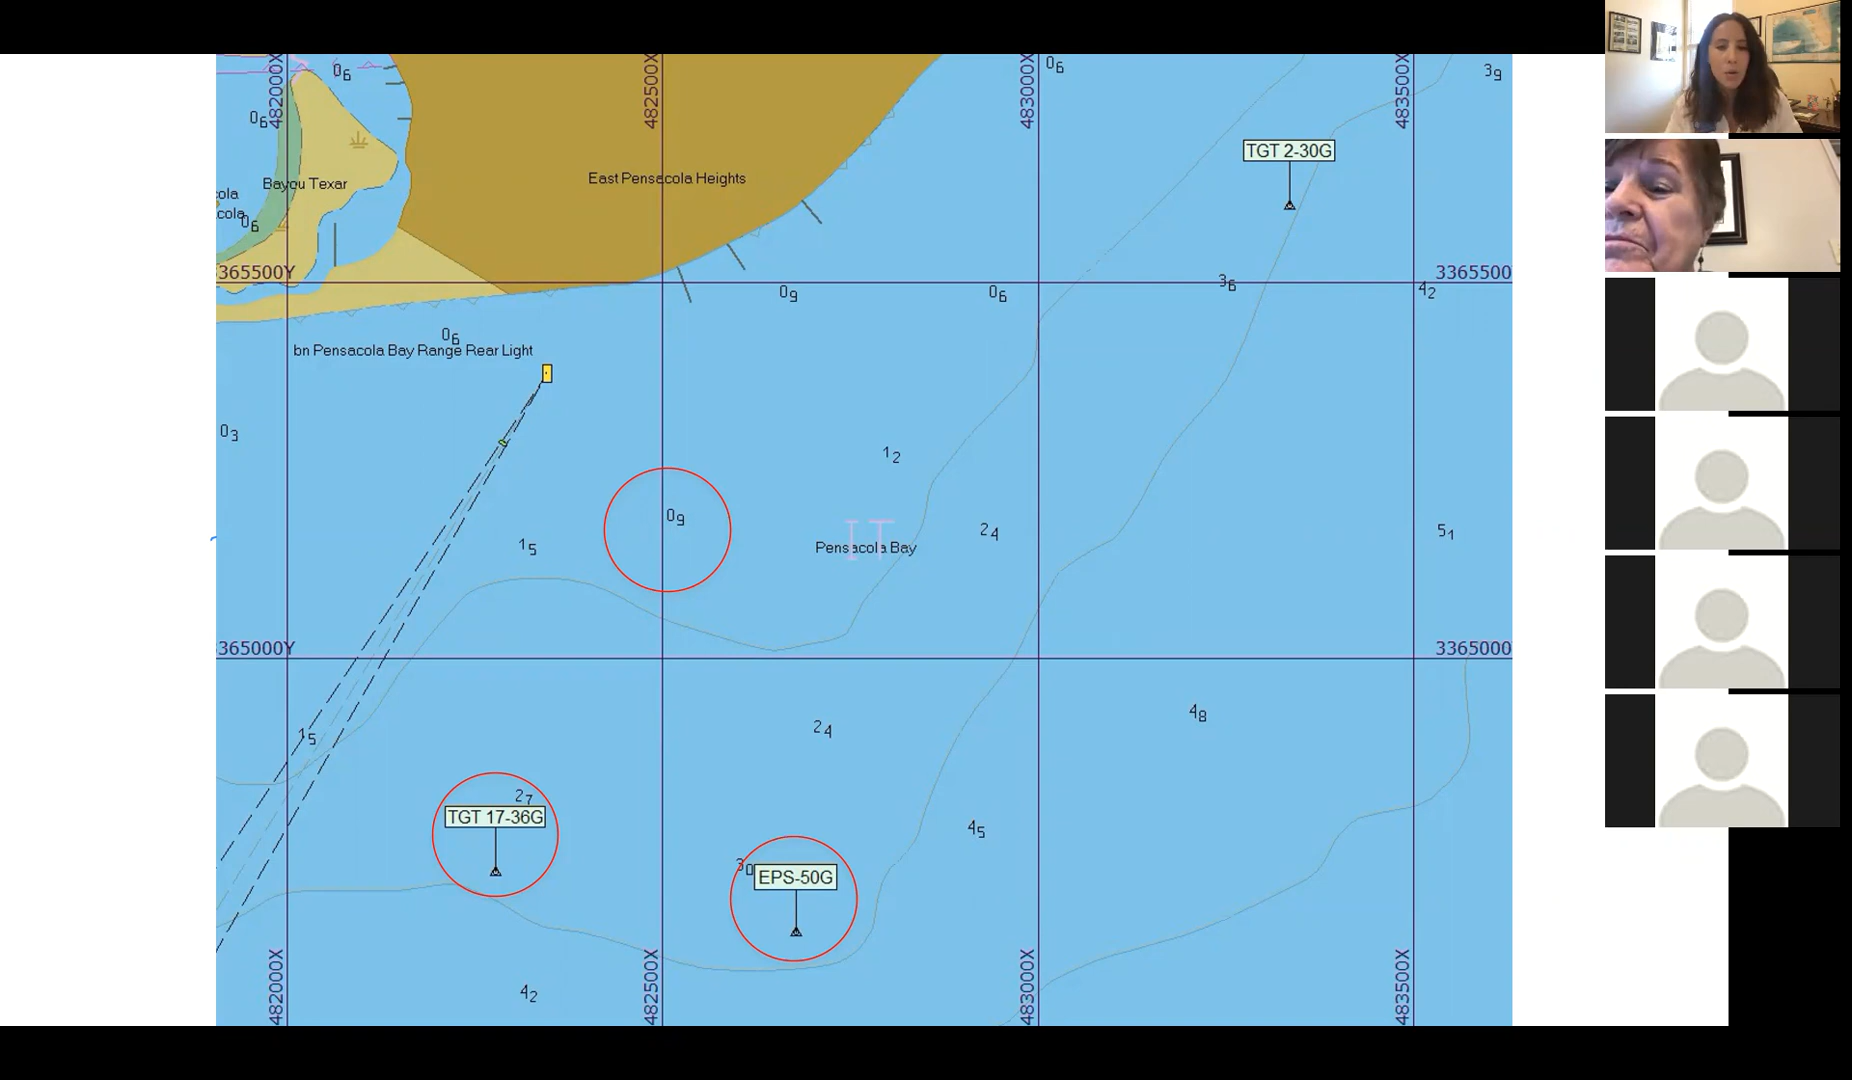 482000X
482500X
483000X
483500X
0₆
0₆
3₉
0₆
TGT 2-30G
East Pensacola Heights
Bayou Texar
cola
cola
0₆
3365500Y
3365500
0₉
0₆
3₆
4₂
0₆
bn Pensacola Bay Range Rear Light
0₃
1₂
0₉
2₄
5₁
1₅
Pensacola Bay
365000Y
3365000
4₈
2₄
1₅
2₇
TGT 17-36G
4₅
3₀
EPS-50G
4₂
482000X
482500X
483000X
483500X